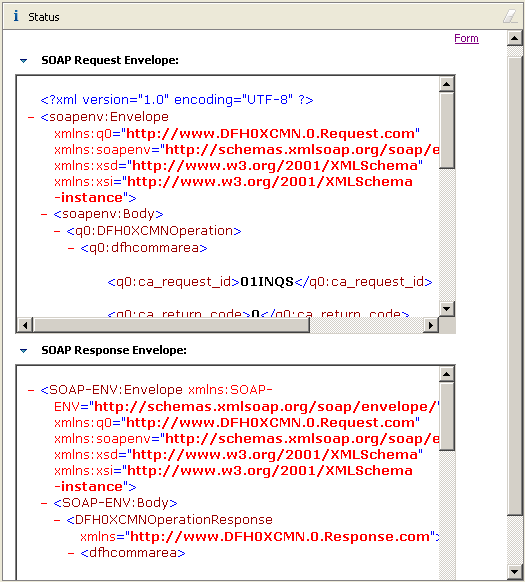 i Status
Form
SOAP Request Envelope:
<?xml version="1.0" encoding="UTF-8" ?>
- <soapenv:Envelope
xmlns:q0="http://www.DFH0XCMN.0.Request.com"
xmlns:soapenv="http://schemas.xmlsoap.org/soap/e
xmlns:xsd="http://www.w3.org/2001/XMLSchema"
xmlns:xsi="http://www.w3.org/2001/XMLSchema
-instance">
- <soapenv:Body>
- <q0:DFH0XCMNOperation>
- <q0:dfhcommarea>
<q0:ca_request_id>01INQS</q0:ca_request_id>
<q0:ca_return_code>0</q0:ca_return_code>
SOAP Response Envelope:
- <SOAP-ENV:Envelope xmlns:SOAP-
ENV="http://schemas.xmlsoap.org/soap/envelope/"
xmlns:q0="http://www.DFH0XCMN.0.Request.com"
xmlns:soapenv="http://schemas.xmlsoap.org/soap/e
xmlns:xsd="http://www.w3.org/2001/XMLSchema"
xmlns:xsi="http://www.w3.org/2001/XMLSchema
-instance">
- <SOAP-ENV:Body>
- <DFH0XCMNOperationResponse
xmlns="http://www.DFH0XCMN.0.Response.com">
- <dfhcommarea>